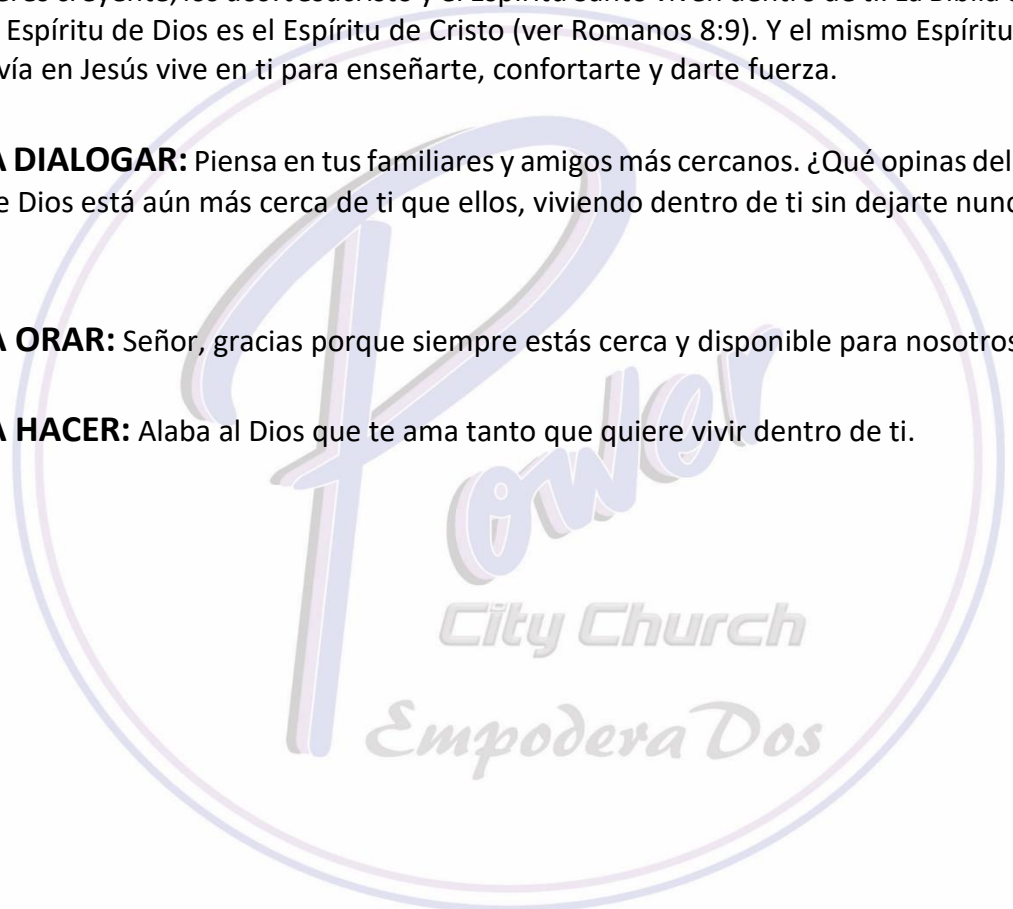 Espíritu de Dios es el Espíritu de Cristo (ver Romanos 8:9). Y el mismo Espíritu
vía en Jesús vive en ti para enseñarte, confortarte y darte fuerza.
A DIALOGAR: Piensa en tus familiares y amigos más cercanos. ¿Qué opinas del
e Dios está aún más cerca de ti que ellos, viviendo dentro de ti sin dejarte nunc
A ORAR: Señor, gracias porque siempre estás cerca y disponible para nosotros
A HACER: Alaba al Dios que te ama tanto que quiere vivir dentro de ti.
Power
City Church
EmpoderaDos